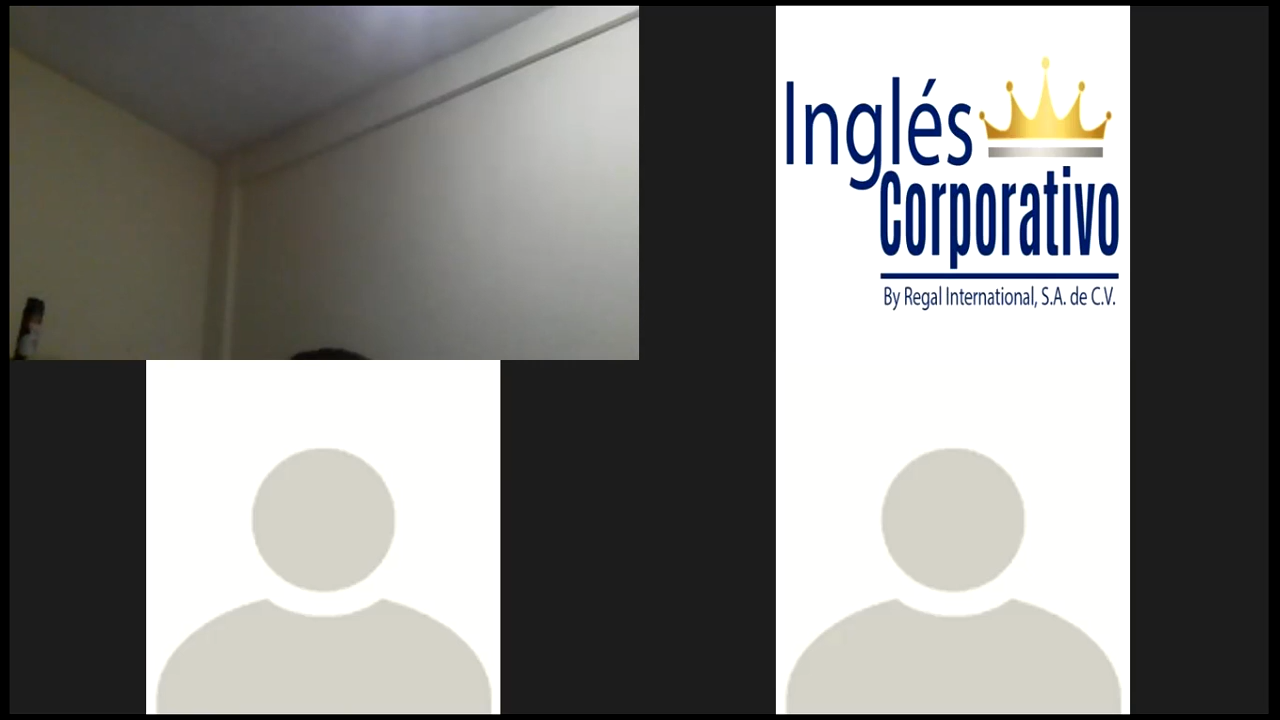 Inglés
Corporativo
By Regal International, S.A. de C.V.